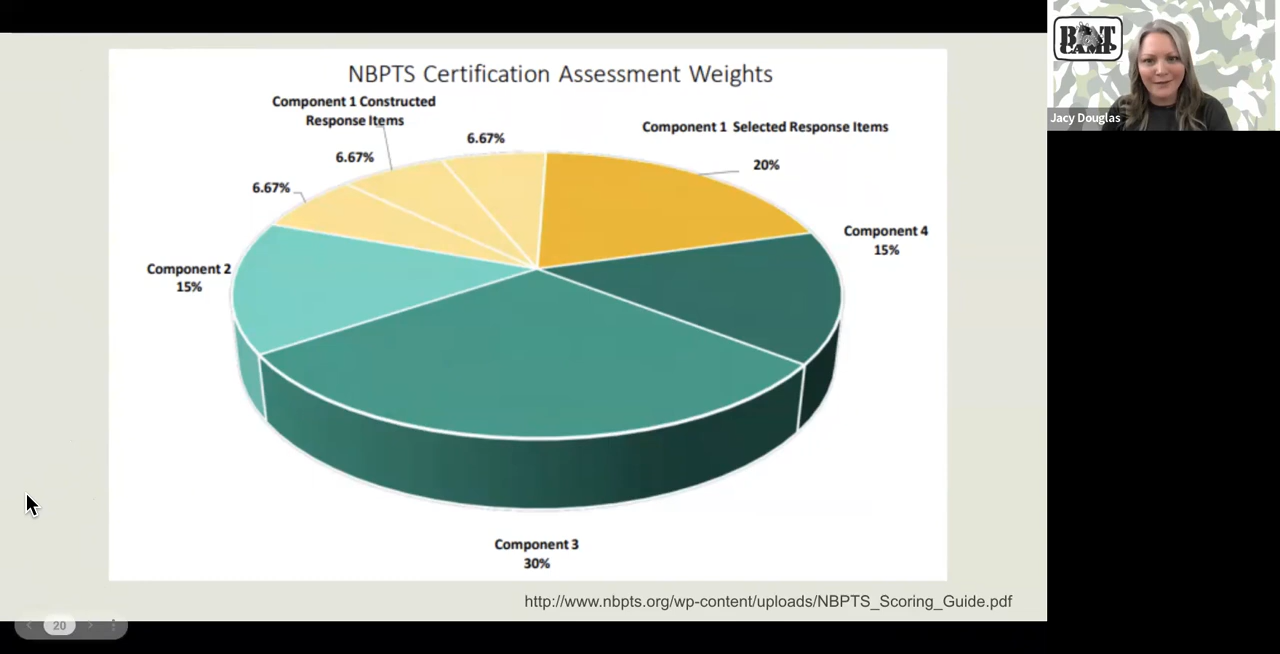 NBPTS Certification Assessment Weights
Component 1 Constructed
Response Items
6.67%
6.67%
6.67%
Component 1 Selected Response Items
20%
Component 4
15%
Component 2
15%
Component 3
30%
http://www.nbpts.org/wp-content/uploads/NBPTS_Scoring_Guide.pdf
20
CAMP
Jacy Douglas